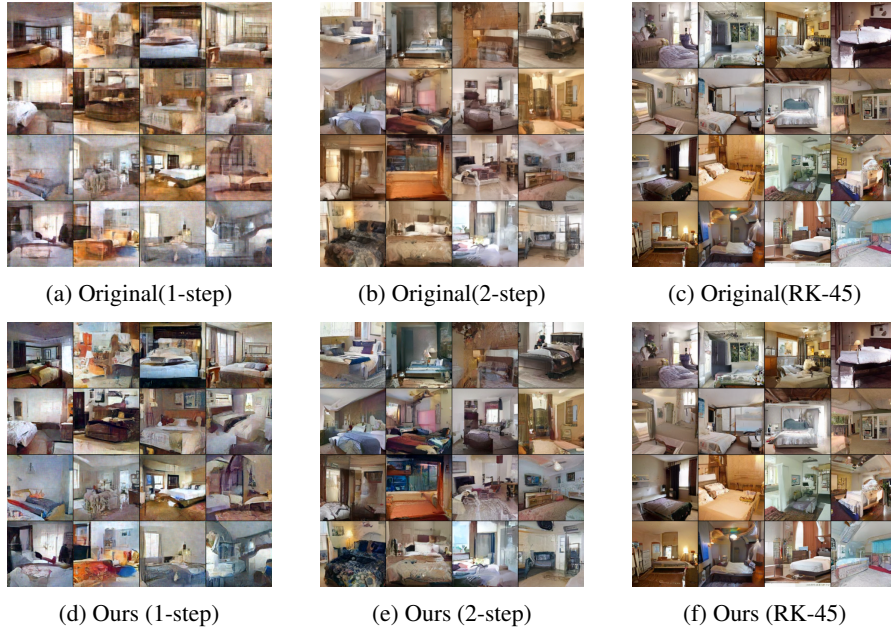 (a) Original(1-step)
(b) Original(2-step)
(c) Original(RK-45)
(d) Ours (1-step)
(e) Ours (2-step)
(f) Ours (RK-45)